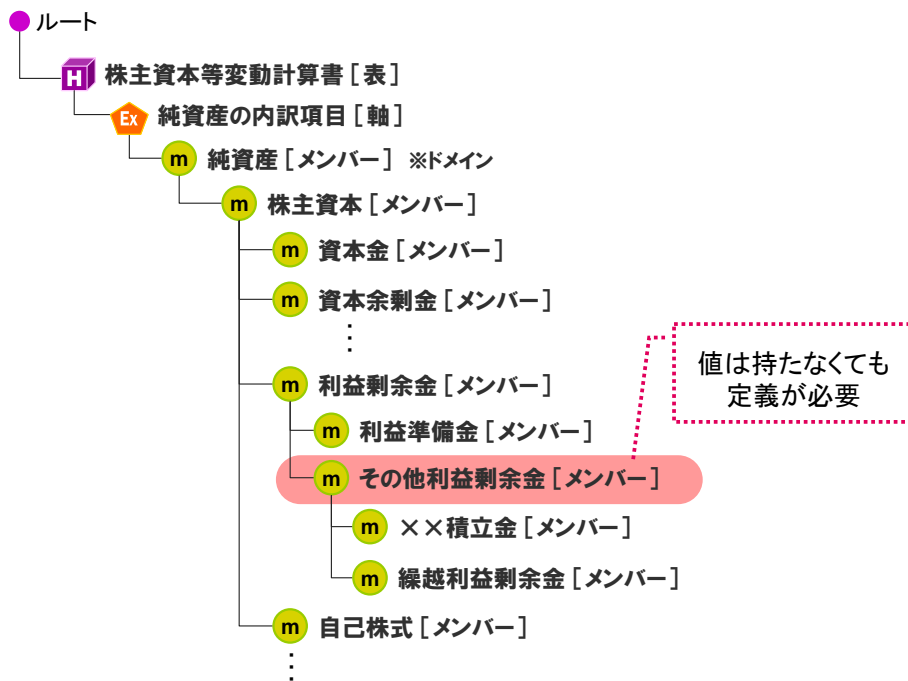 ルート
H 株主資本等変動計算書［表］
Ex 純資産の内訳項目［軸］
m 純資産［メンバー］ ※ドメイン
m 株主資本［メンバー］
m 資本金［メンバー］
m 資本余剰金［メンバー］
⋮
m 利益剰余金［メンバー］
m 利益準備金［メンバー］
m その他利益剰余金［メンバー］
m ××積立金［メンバー］
m 繰越利益剰余金［メンバー］
m 自己株式［メンバー］
⋮
値は持たなくても
定義が必要